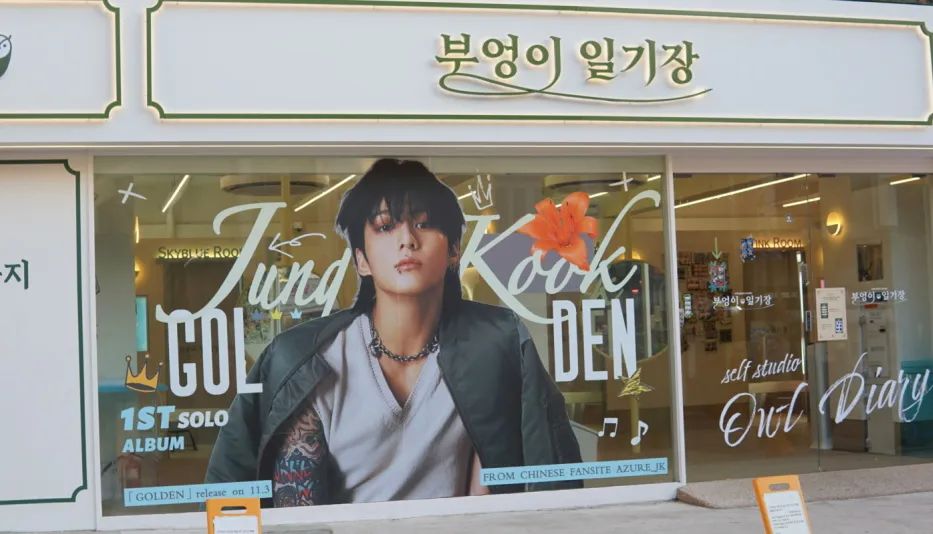 부엉이 일기장
지
SKYBLUE ROOM
PINK ROOM
Jung Kook
GOLDEN
1ST SOLO
ALBUM
「GOLDEN」release on 11.3
FROM CHINESE FANSITE AZURE_JK
부엉이 일기장
부엉이 일기장
self studio
Owl Diary